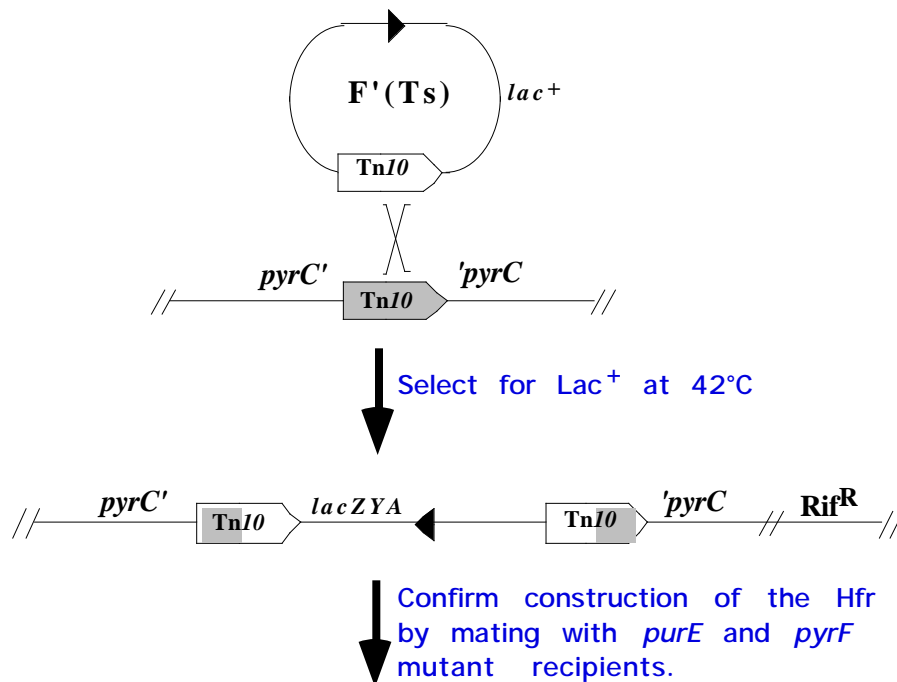 F'(Ts)
lac+
Tn10
pyrC' 'pyrC
Tn10
Select for Lac+ at 42°C
pyrC' Tn10 lacZYA Tn10 'pyrC RifR
Confirm construction of the Hfr
by mating with purE and pyrF
mutant recipients.